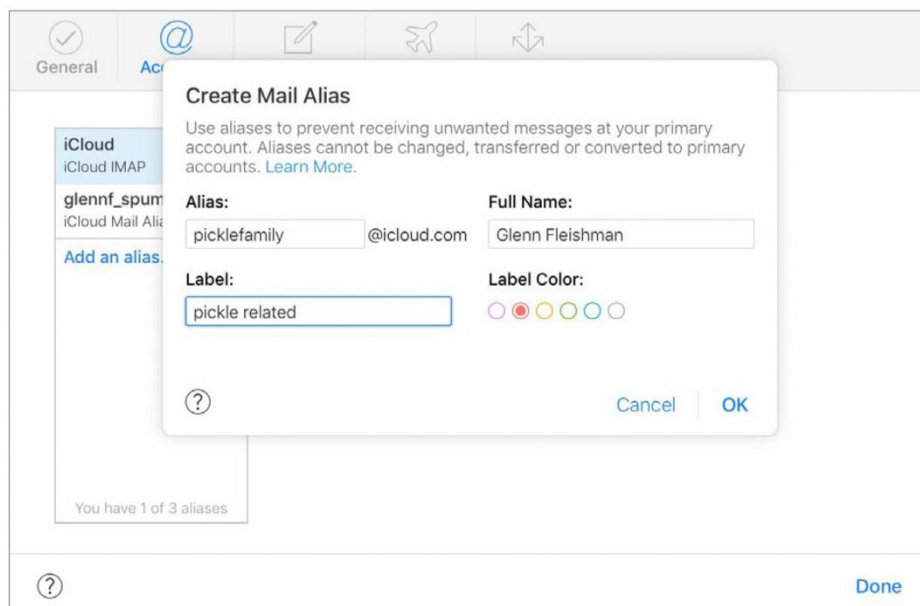 General
Create Mail Alias
Use aliases to prevent receiving unwanted messages at your primary
account. Aliases cannot be changed, transferred or converted to primary
accounts. Learn More.
Alias:
Full Name:
picklefamily
@icloud.com
Glenn Fleishman
Label:
Label Color:
pickle related
?
Cancel
OK
iCloud
iCloud IMAP
glennf_spum
iCloud Mail Alia
Add an alias.
You have 1 of 3 aliases
?
Done